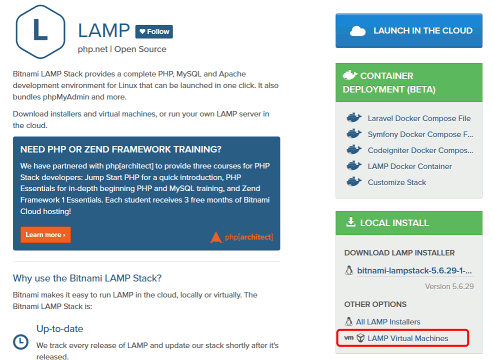 L
LAMP
Follow
php.net | Open Source
Bitnami LAMP Stack provides a complete PHP, MySQL and Apache
development environment for Linux that can be launched in one click. It also
bundles phpMyAdmin and more.
Download installers and virtual machines, or run your own LAMP server in
the cloud.
NEED PHP OR ZEND FRAMEWORK TRAINING?
We have partnered with php[architect] to provide three courses for PHP
Stack developers: Jump Start PHP for a quick introduction, PHP
Essentials for in-depth beginning PHP and MySQL training, and Zend
Framework 1 Essentials. Each student receives 3 free months of Bitnami
Cloud hosting!
Learn more ›
php[architect]
Why use the Bitnami LAMP Stack?
Bitnami makes it easy to run LAMP in the cloud, locally or virtually. The
Bitnami LAMP Stack is:
Up-to-date
We track every release of LAMP and update our stack shortly after it's
released.
LAUNCH IN THE CLOUD
CONTAINER
DEPLOYMENT (BETA)
Laravel Docker Compose File
Symfony Docker Compose F...
Codeigniter Docker Compos...
LAMP Docker Container
Customize Stack
LOCAL INSTALL
DOWNLOAD LAMP INSTALLER
bitnami-lampstack-5.6.29-1-...
Version 5.6.29
OTHER OPTIONS
All LAMP Installers
vm LAMP Virtual Machines